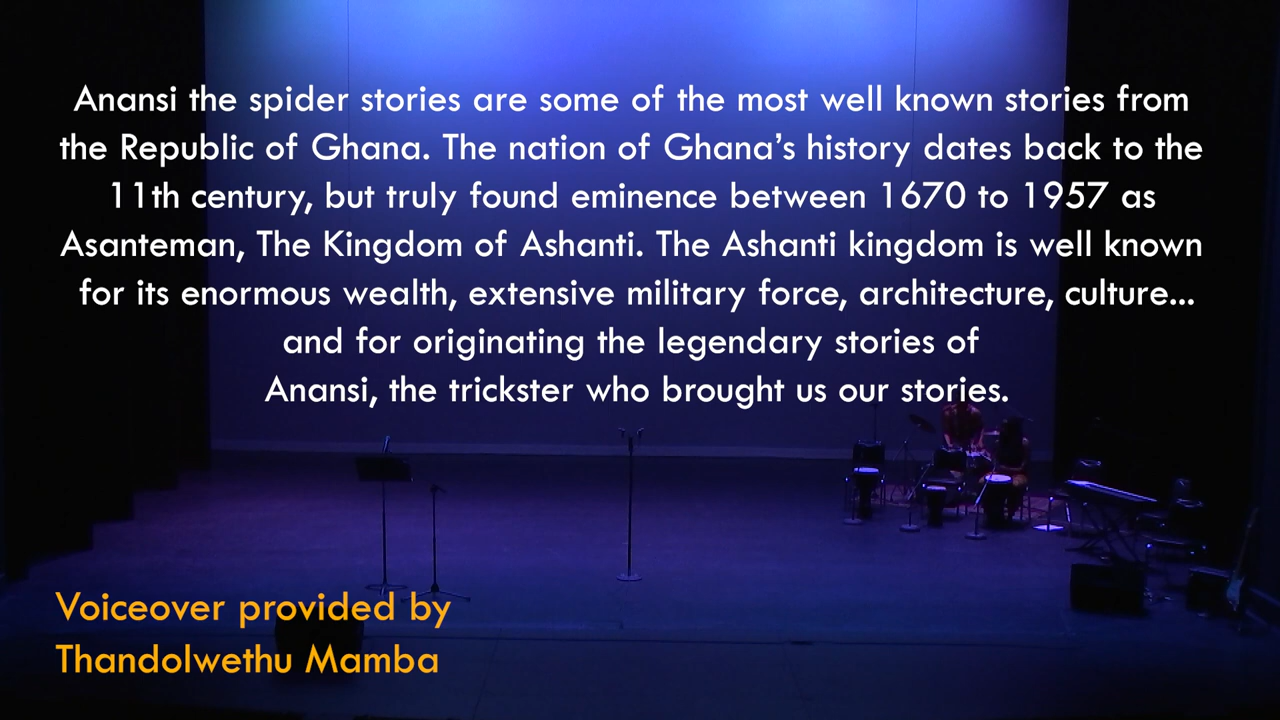 Anansi the spider stories are some of the most well known stories from
the Republic of Ghana. The nation of Ghana’s history dates back to the
11th century, but truly found eminence between 1670 to 1957 as
Asanteman, The Kingdom of Ashanti. The Ashanti kingdom is well known
for its enormous wealth, extensive military force, architecture, culture...
and for originating the legendary stories of
Anansi, the trickster who brought us our stories.
Voiceover provided by
Thandolwethu Mamba